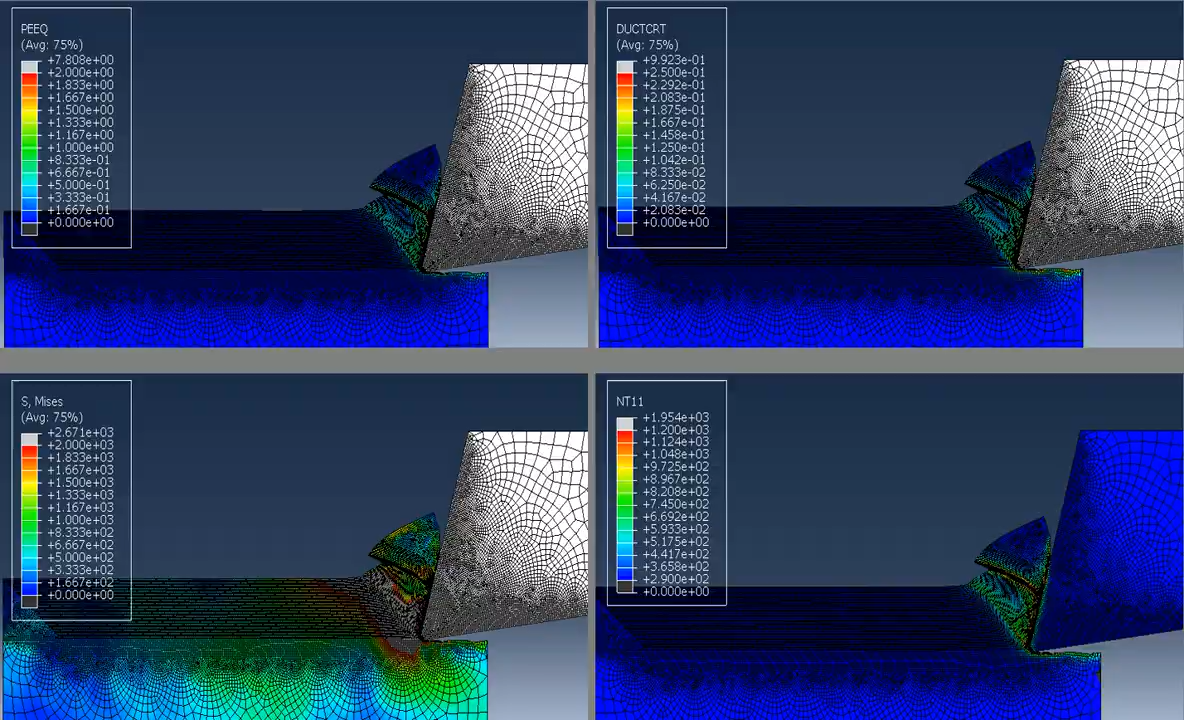 PEEQ
(Avg: 75%)
+7.808e+00
+2.000e+00
+1.833e+00
+1.667e+00
+1.500e+00
+1.333e+00
+1.167e+00
+1.000e+00
+8.333e-01
+6.667e-01
+5.000e-01
+3.333e-01
+1.667e-01
+0.000e+00
DUCTCRT
(Avg: 75%)
+9.923e-01
+2.500e-01
+2.292e-01
+2.083e-01
+1.875e-01
+1.667e-01
+1.458e-01
+1.250e-01
+1.042e-01
+8.333e-02
+6.250e-02
+4.167e-02
+2.083e-02
+0.000e+00
S, Mises
(Avg: 75%)
+2.671e+03
+2.000e+03
+1.833e+03
+1.667e+03
+1.500e+03
+1.333e+03
+1.167e+03
+1.000e+03
+8.333e+02
+6.667e+02
+5.000e+02
+3.333e+02
+1.667e+02
+0.000e+00
NT11
+1.954e+03
+1.200e+03
+1.124e+03
+1.048e+03
+9.725e+02
+8.967e+02
+8.208e+02
+7.450e+02
+6.692e+02
+5.933e+02
+5.175e+02
+4.417e+02
+3.658e+02
+2.900e+02
+0.000e+00